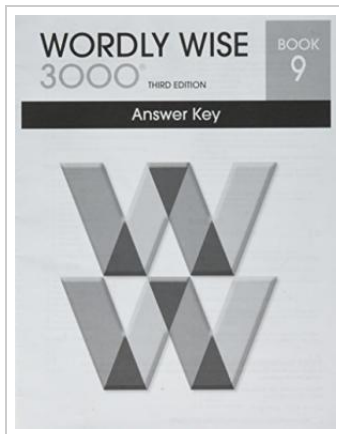 WORDLY WISE
BOOK
9
3000®
THIRD EDITION
Answer Key